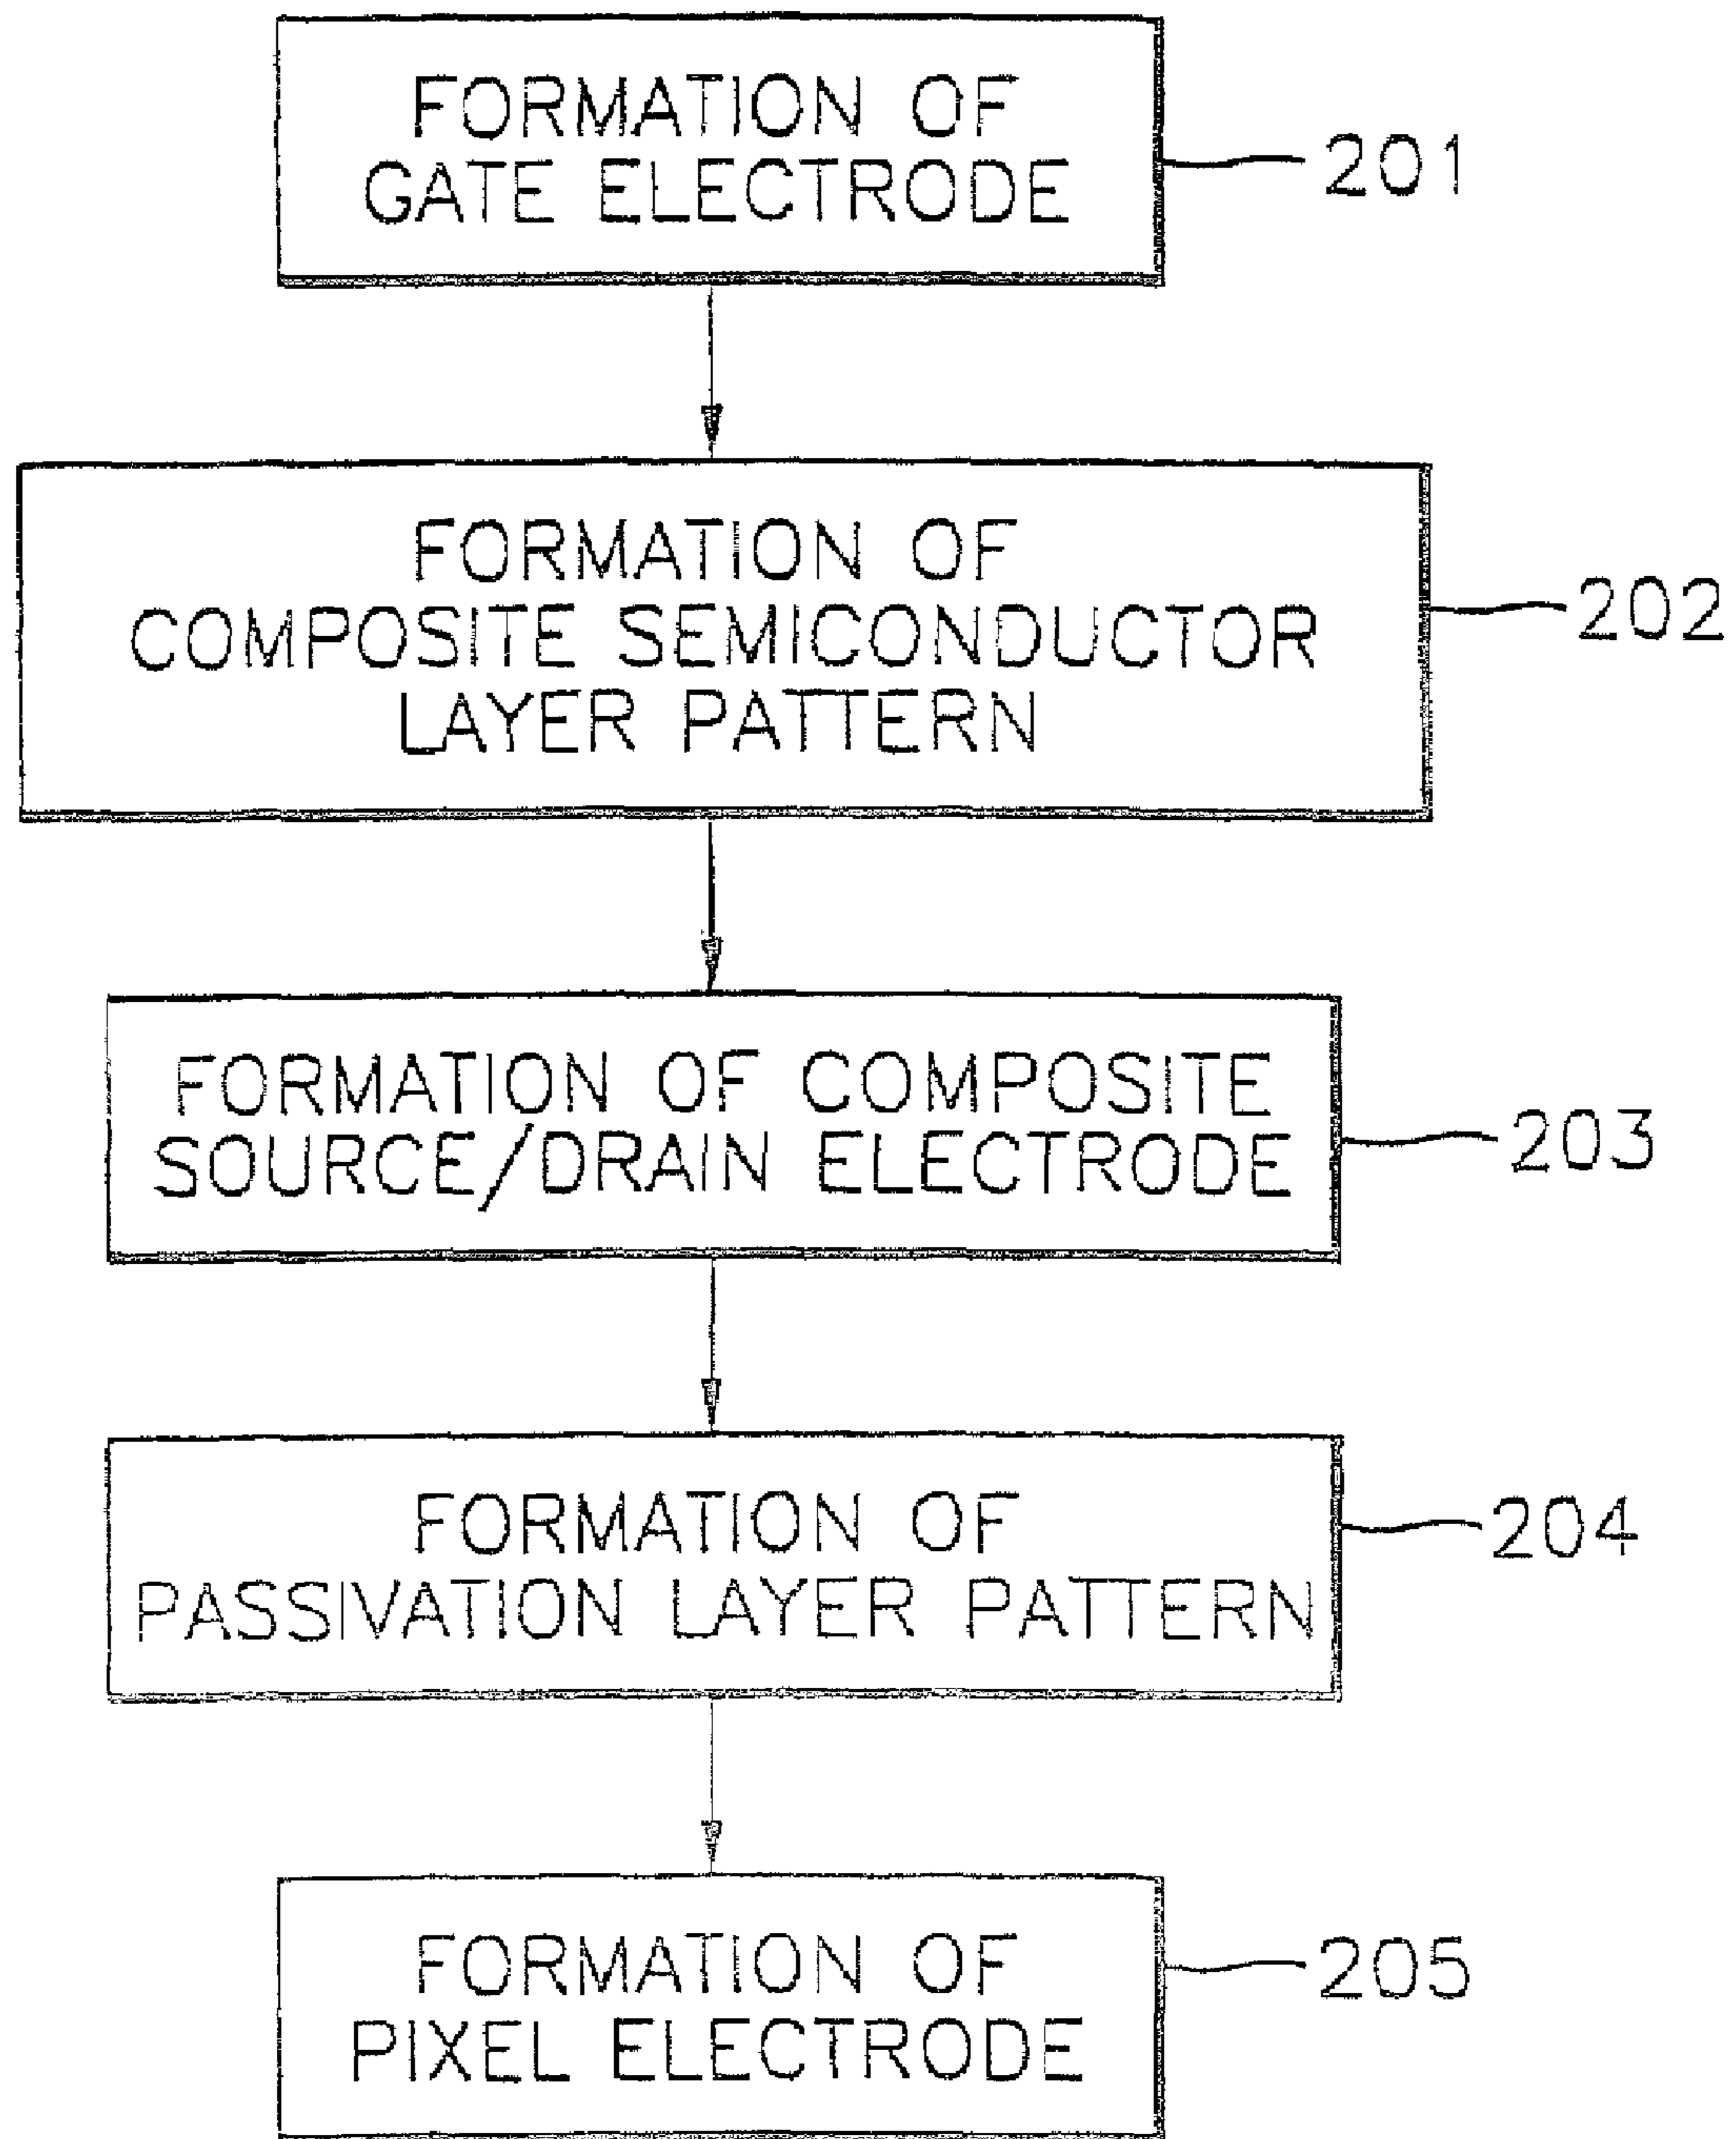 FORMATION OF
GATE ELECTRODE
201
FORMATION OF
COMPOSITE SEMICONDUCTOR
LAYER PATTERN
202
FORMATION OF COMPOSITE
SOURCE/DRAIN ELECTRODE
203
FORMATION OF
PASSIVATION LAYER PATTERN
204
FORMATION OF
PIXEL ELECTRODE
205